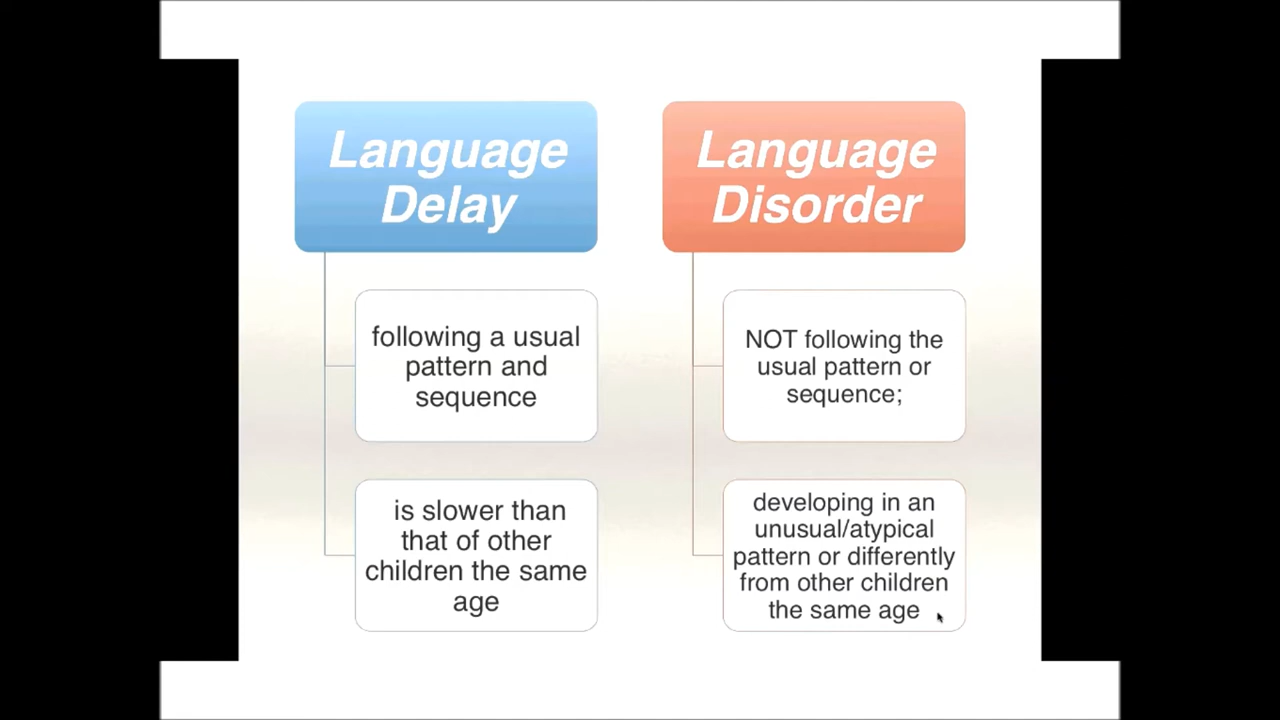 Language
Delay
following a usual
pattern and
sequence
is slower than
that of other
children the same
age
Language
Disorder
NOT following the
usual pattern or
sequence;
developing in an
unusual/atypical
pattern or differently
from other children
the same age